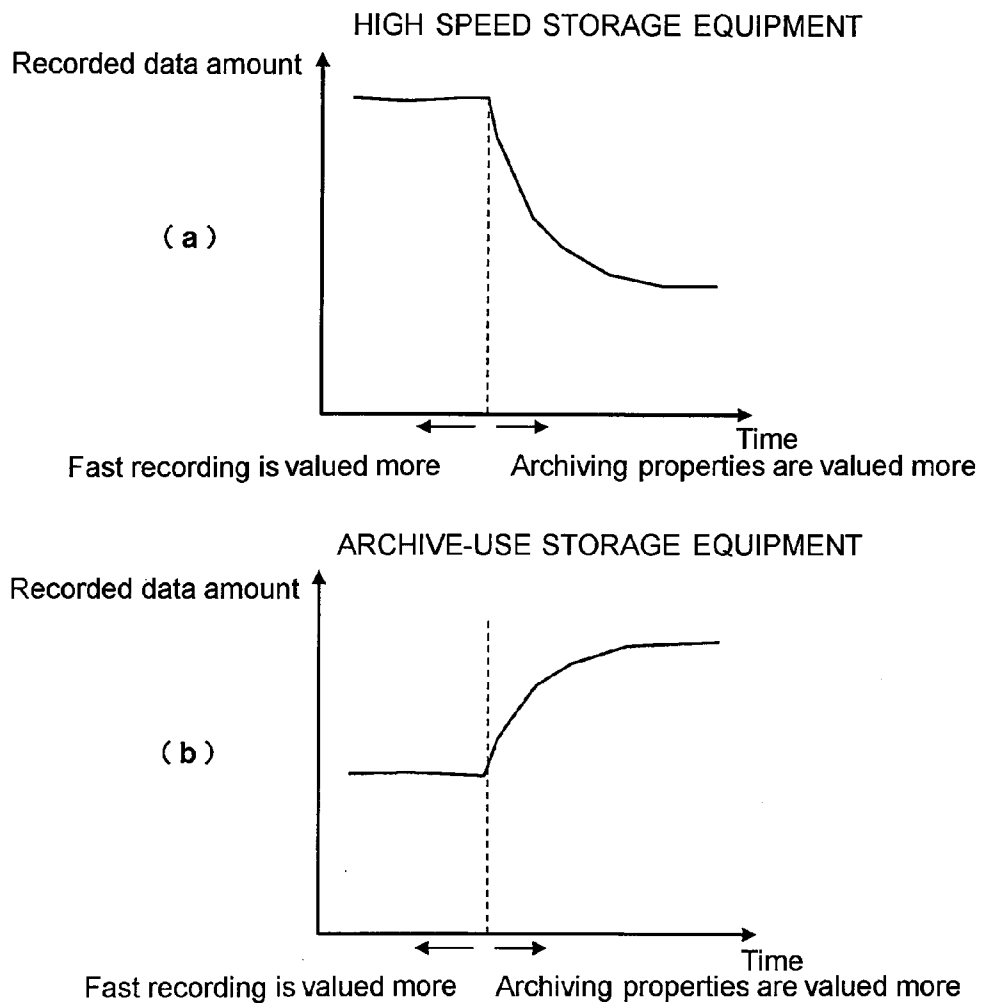 HIGH SPEED STORAGE EQUIPMENT
Recorded data amount
(a)
Time
Fast recording is valued more
Archiving properties are valued more
ARCHIVE-USE STORAGE EQUIPMENT
Recorded data amount
(b)
Time
Fast recording is valued more
Archiving properties are valued more